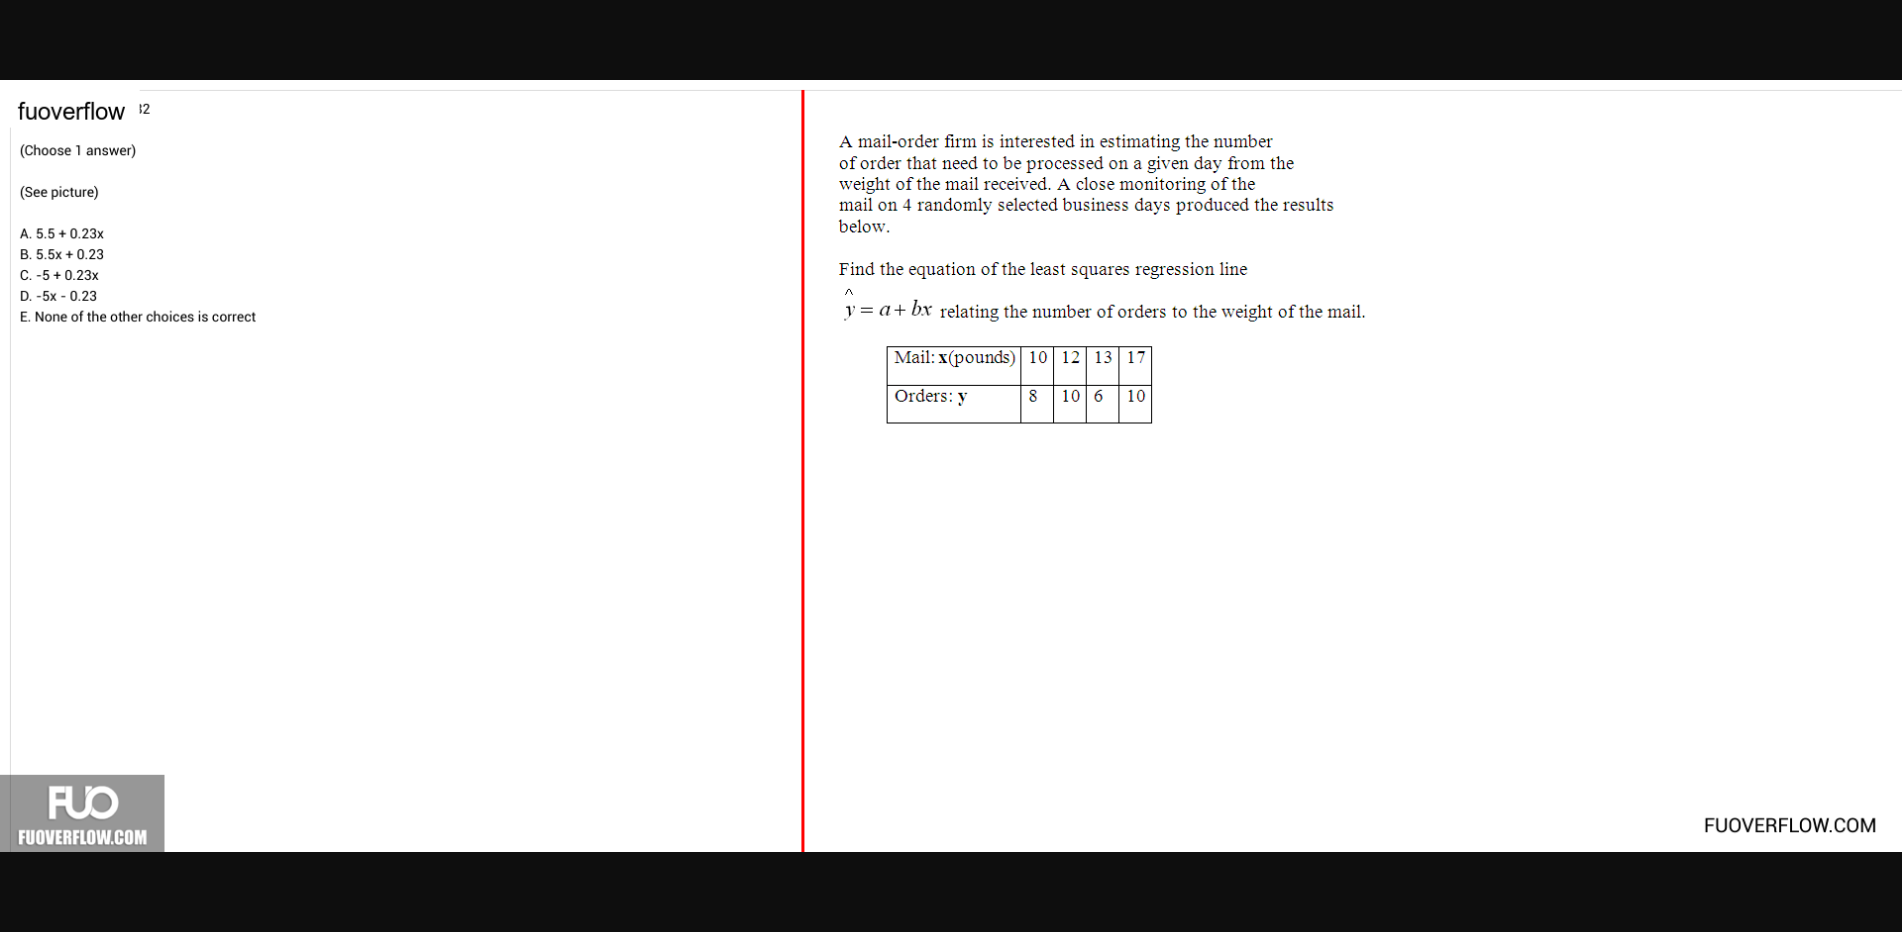 fuoverflow 32
(Choose 1 answer)
(See picture)
A. 5.5 + 0.23x
B. 5.5x + 0.23
C. -5 + 0.23x
D. -5x - 0.23
E. None of the other choices is correct
A mail-order firm is interested in estimating the number
of order that need to be processed on a given day from the
weight of the mail received. A close monitoring of the
mail on 4 randomly selected business days produced the results
below.
Find the equation of the least squares regression line
ŷ = a + bx relating the number of orders to the weight of the mail.
Mail: x(pounds) 10 12 13 17
Orders: y 8 10 6 10
FUO
FUOVERFLOW.COM
FUOVERFLOW.COM